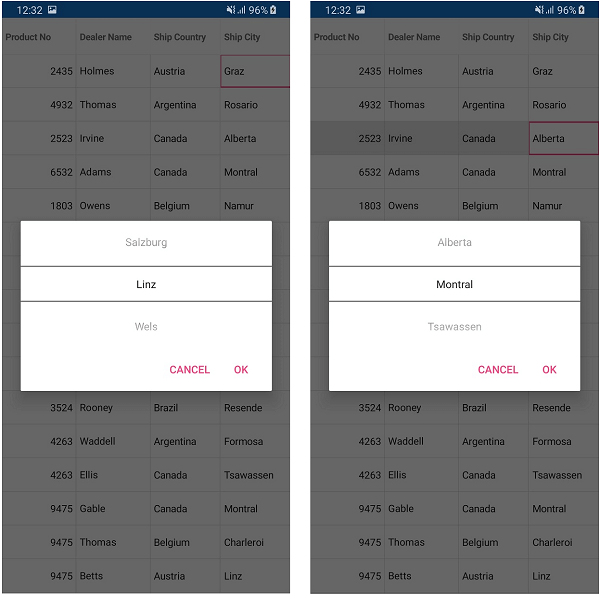 12:32 96%
Product No Dealer Name Ship Country Ship City
2435 Holmes Austria Graz
4932 Thomas Argentina Rosario
2523 Irvine Canada Alberta
6532 Adams Canada Montral
1803 Owens Belgium Namur
Salzburg
Linz
Wels
CANCEL OK
3524 Rooney Brazil Resende
4263 Waddell Argentina Formosa
4263 Ellis Canada Tsawassen
9475 Gable Canada Montral
9475 Thomas Belgium Charleroi
9475 Betts Austria Linz
12:32 96%
Product No Dealer Name Ship Country Ship City
2435 Holmes Austria Graz
4932 Thomas Argentina Rosario
2523 Irvine Canada Alberta
6532 Adams Canada Montral
1803 Owens Belgium Namur
Alberta
Montral
Tsawassen
CANCEL OK
3524 Rooney Brazil Resende
4263 Waddell Argentina Formosa
4263 Ellis Canada Tsawassen
9475 Gable Canada Montral
9475 Thomas Belgium Charleroi
9475 Betts Austria Linz